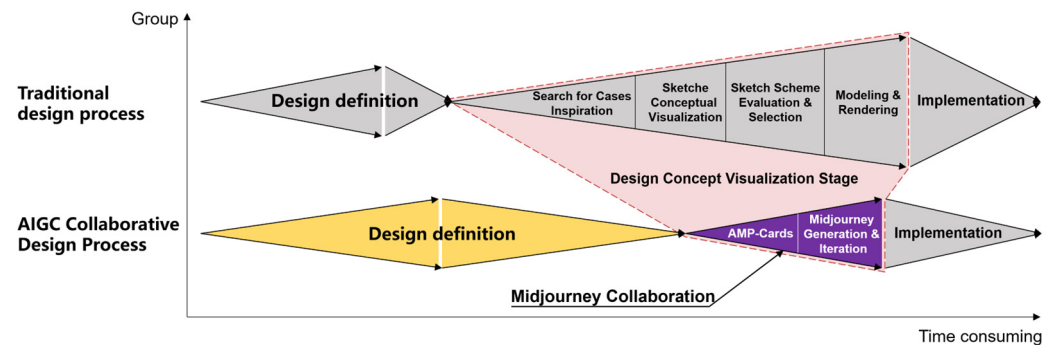 Group
Traditional
design process
Design definition
Search for Cases
Inspiration
Sketche
Conceptual
Visualization
Sketch Scheme
Evaluation &
Selection
Modeling &
Rendering
Implementation
Design Concept Visualization Stage
AIGC Collaborative
Design Process
Design definition
AMP-Cards
Midjourney
Generation &
Iteration
Implementation
Midjourney Collaboration
Time consuming